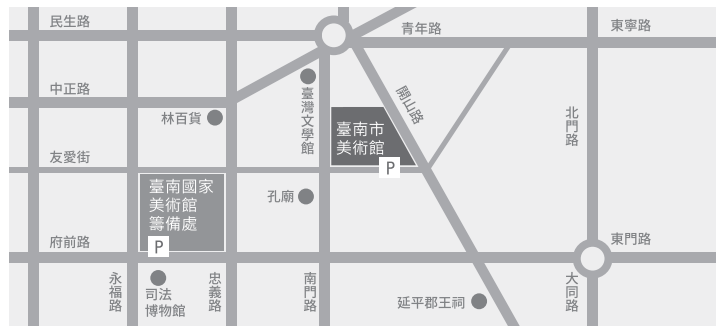 民生路
青年路
東寧路
中正路
林百貨
臺灣文學館
開山路
北門路
臺南市
美術館
P
友愛街
臺南國家
美術館
籌備處
P
孔廟
府前路
東門路
永福路
司法
博物館
忠義路
南門路
延平郡王祠
大同路